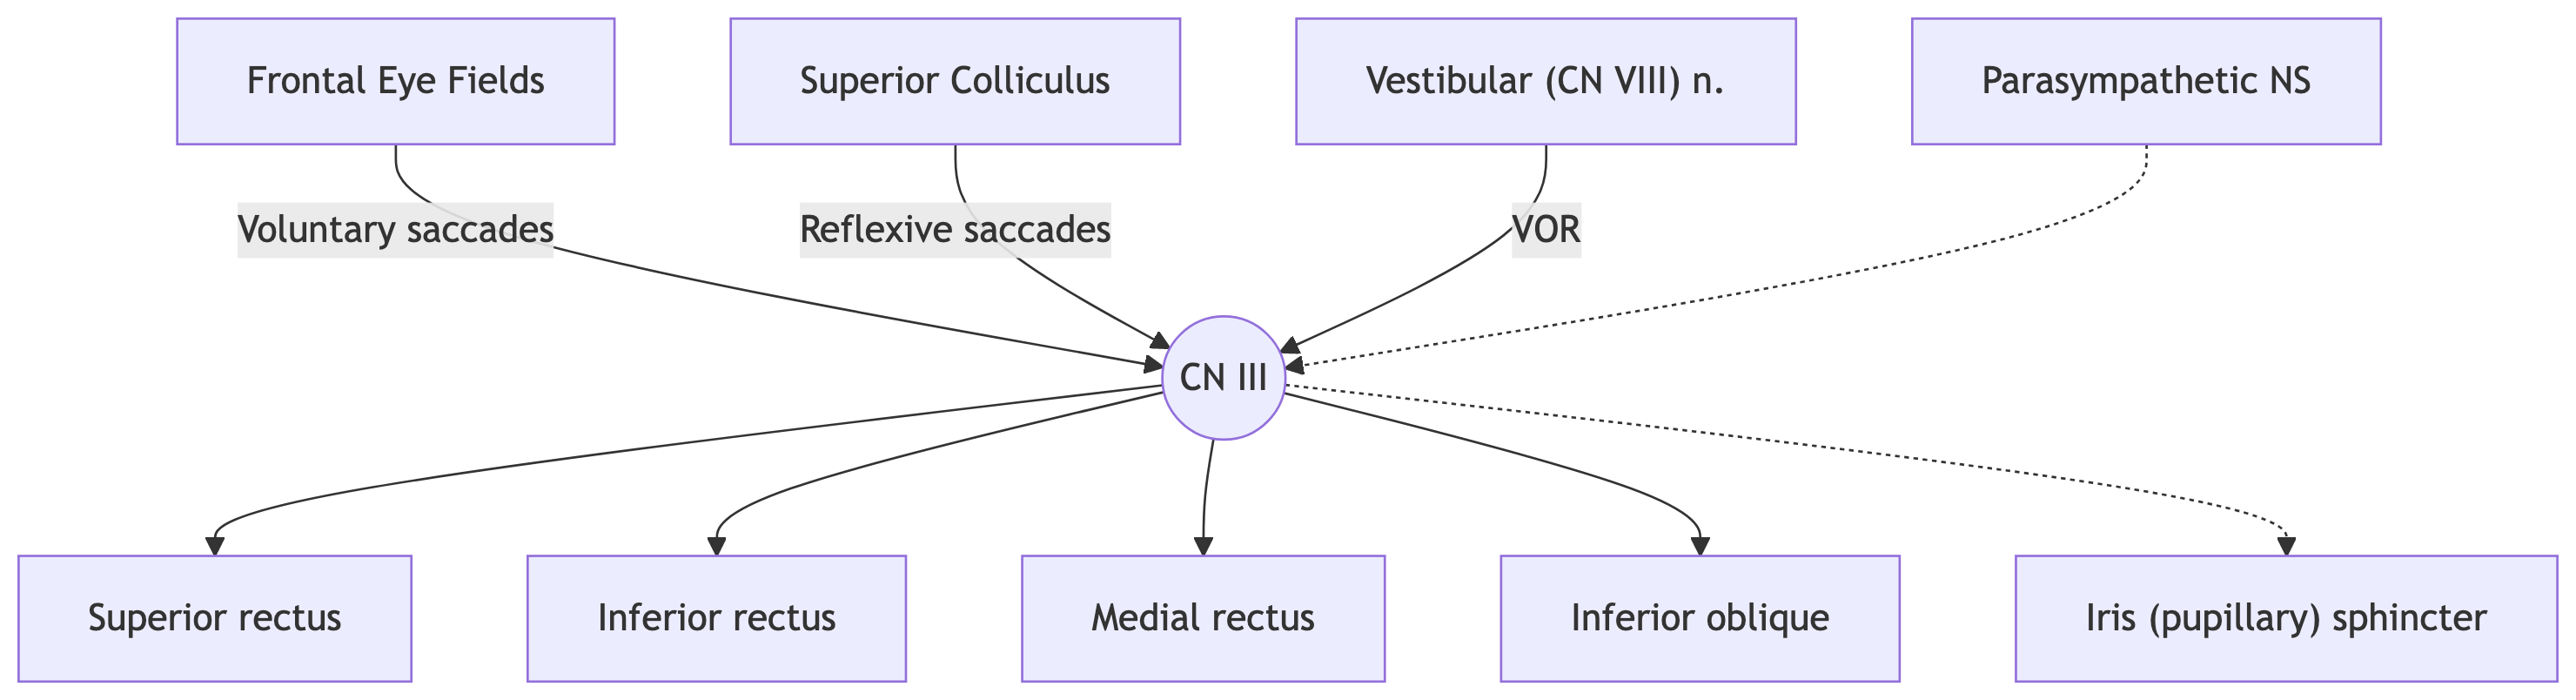 Frontal Eye Fields
Superior Colliculus
Vestibular (CN VIII) n.
Parasympathetic NS
Voluntary saccades
Reflexive saccades
VOR
CN III
Superior rectus
Inferior rectus
Medial rectus
Inferior oblique
Iris (pupillary) sphincter